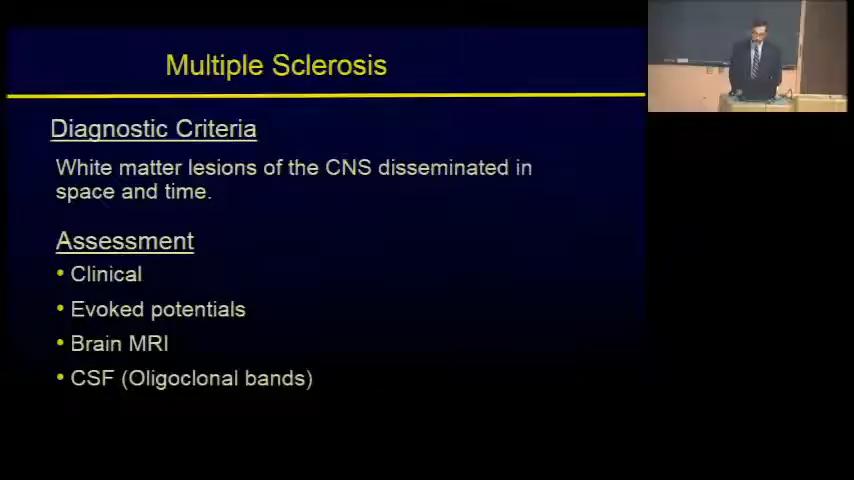 Multiple Sclerosis
Diagnostic Criteria
White matter lesions of the CNS disseminated in
space and time.
Assessment
• Clinical
• Evoked potentials
• Brain MRI
• CSF (Oligoclonal bands)